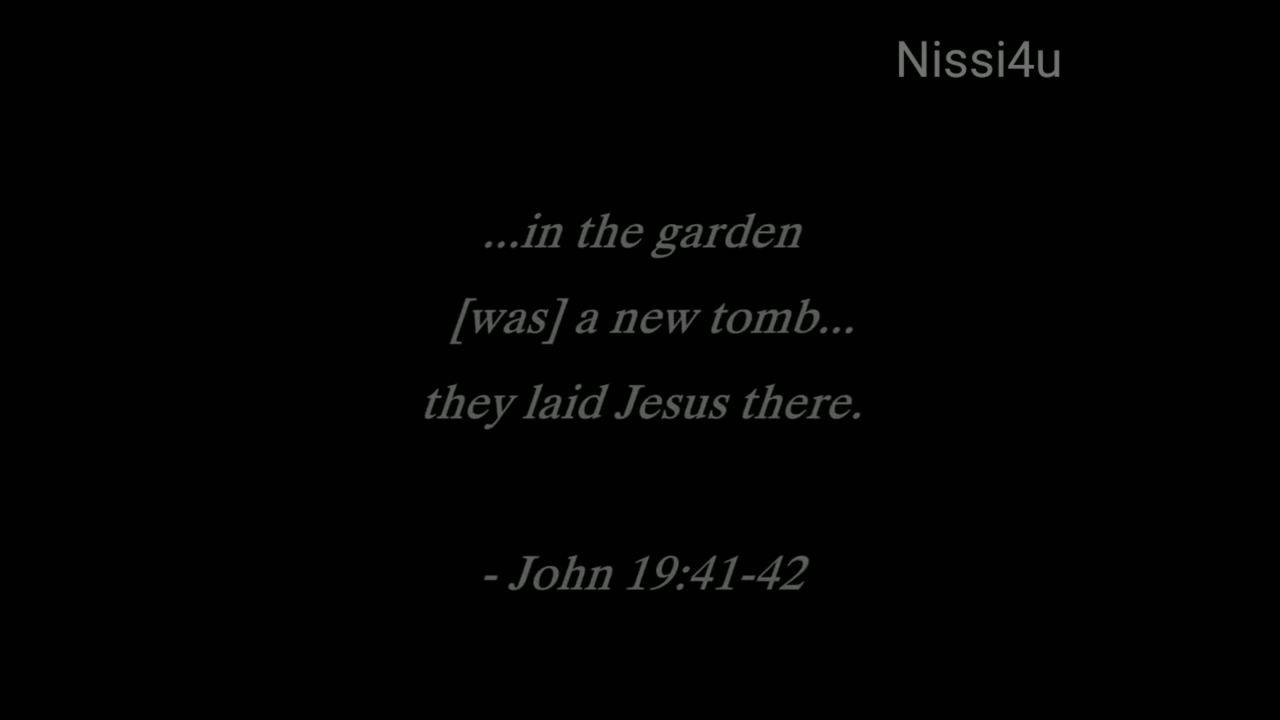 Nissi4u
...in the garden
[was] a new tomb...
they laid Jesus there.
- John 19:41-42